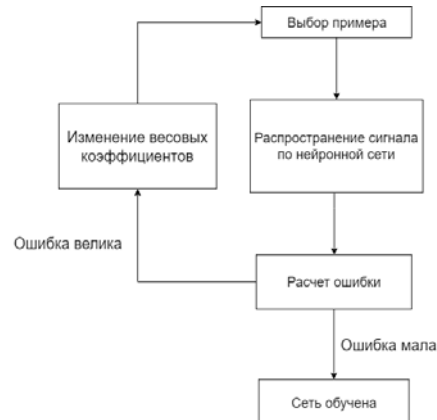 Выбор примера
Изменение весовых
коэффициентов
Распространение сигнала
по нейронной сети
Ошибка велика
Расчет ошибки
Ошибка мала
Сеть обучена